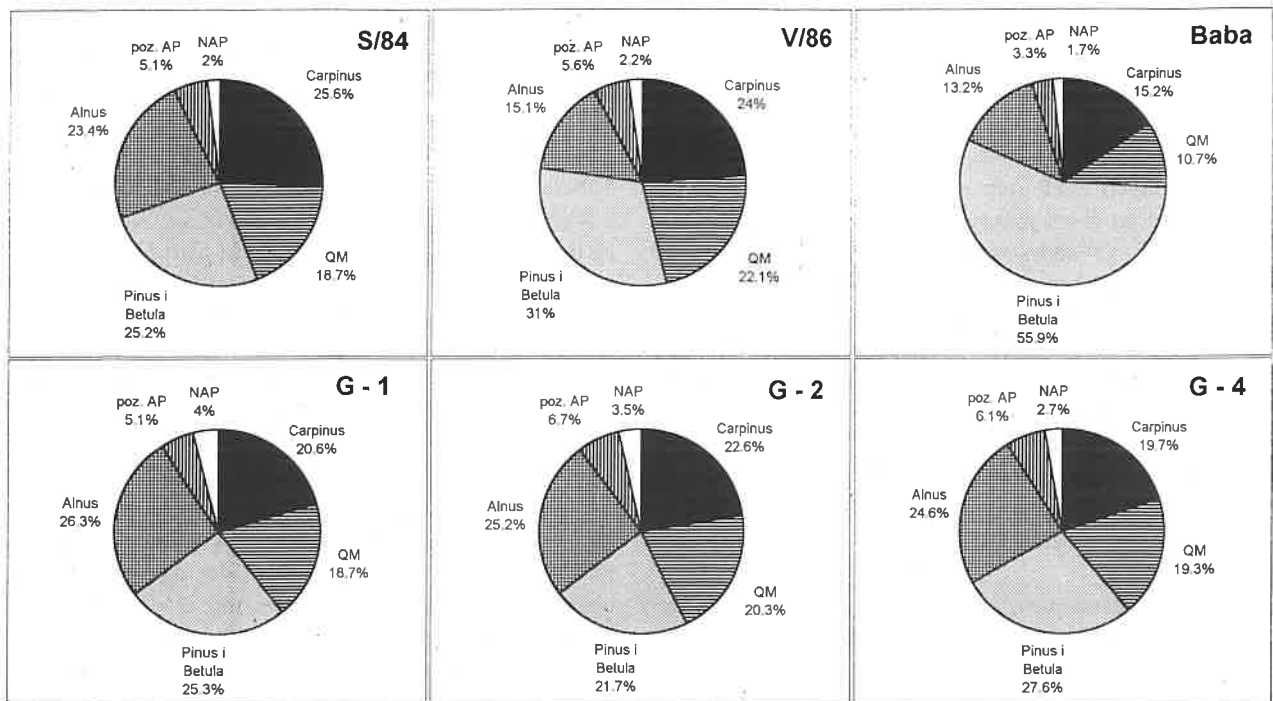 S/84
poz. AP
5.1%
NAP
2%
Carpinus
25.6%
Alnus
23.4%
QM
18.7%
Pinus i
Betula
25.2%
V/86
poz. AP
5.6%
NAP
2.2%
Carpinus
24%
Alnus
15.1%
QM
22.1%
Pinus i
Betula
31%
Baba
poz. AP
3.3%
NAP
1.7%
Carpinus
15.2%
Alnus
13.2%
QM
10.7%
Pinus i
Betula
55.9%
G - 1
poz. AP
5.1%
NAP
4%
Carpinus
20.6%
Alnus
26.3%
QM
18.7%
Pinus i
Betula
25.3%
G - 2
poz. AP
6.7%
NAP
3.5%
Carpinus
22.6%
Alnus
25.2%
QM
20.3%
Pinus i
Betula
21.7%
G - 4
poz. AP
6.1%
NAP
2.7%
Carpinus
19.7%
Alnus
24.6%
QM
19.3%
Pinus i
Betula
27.6%